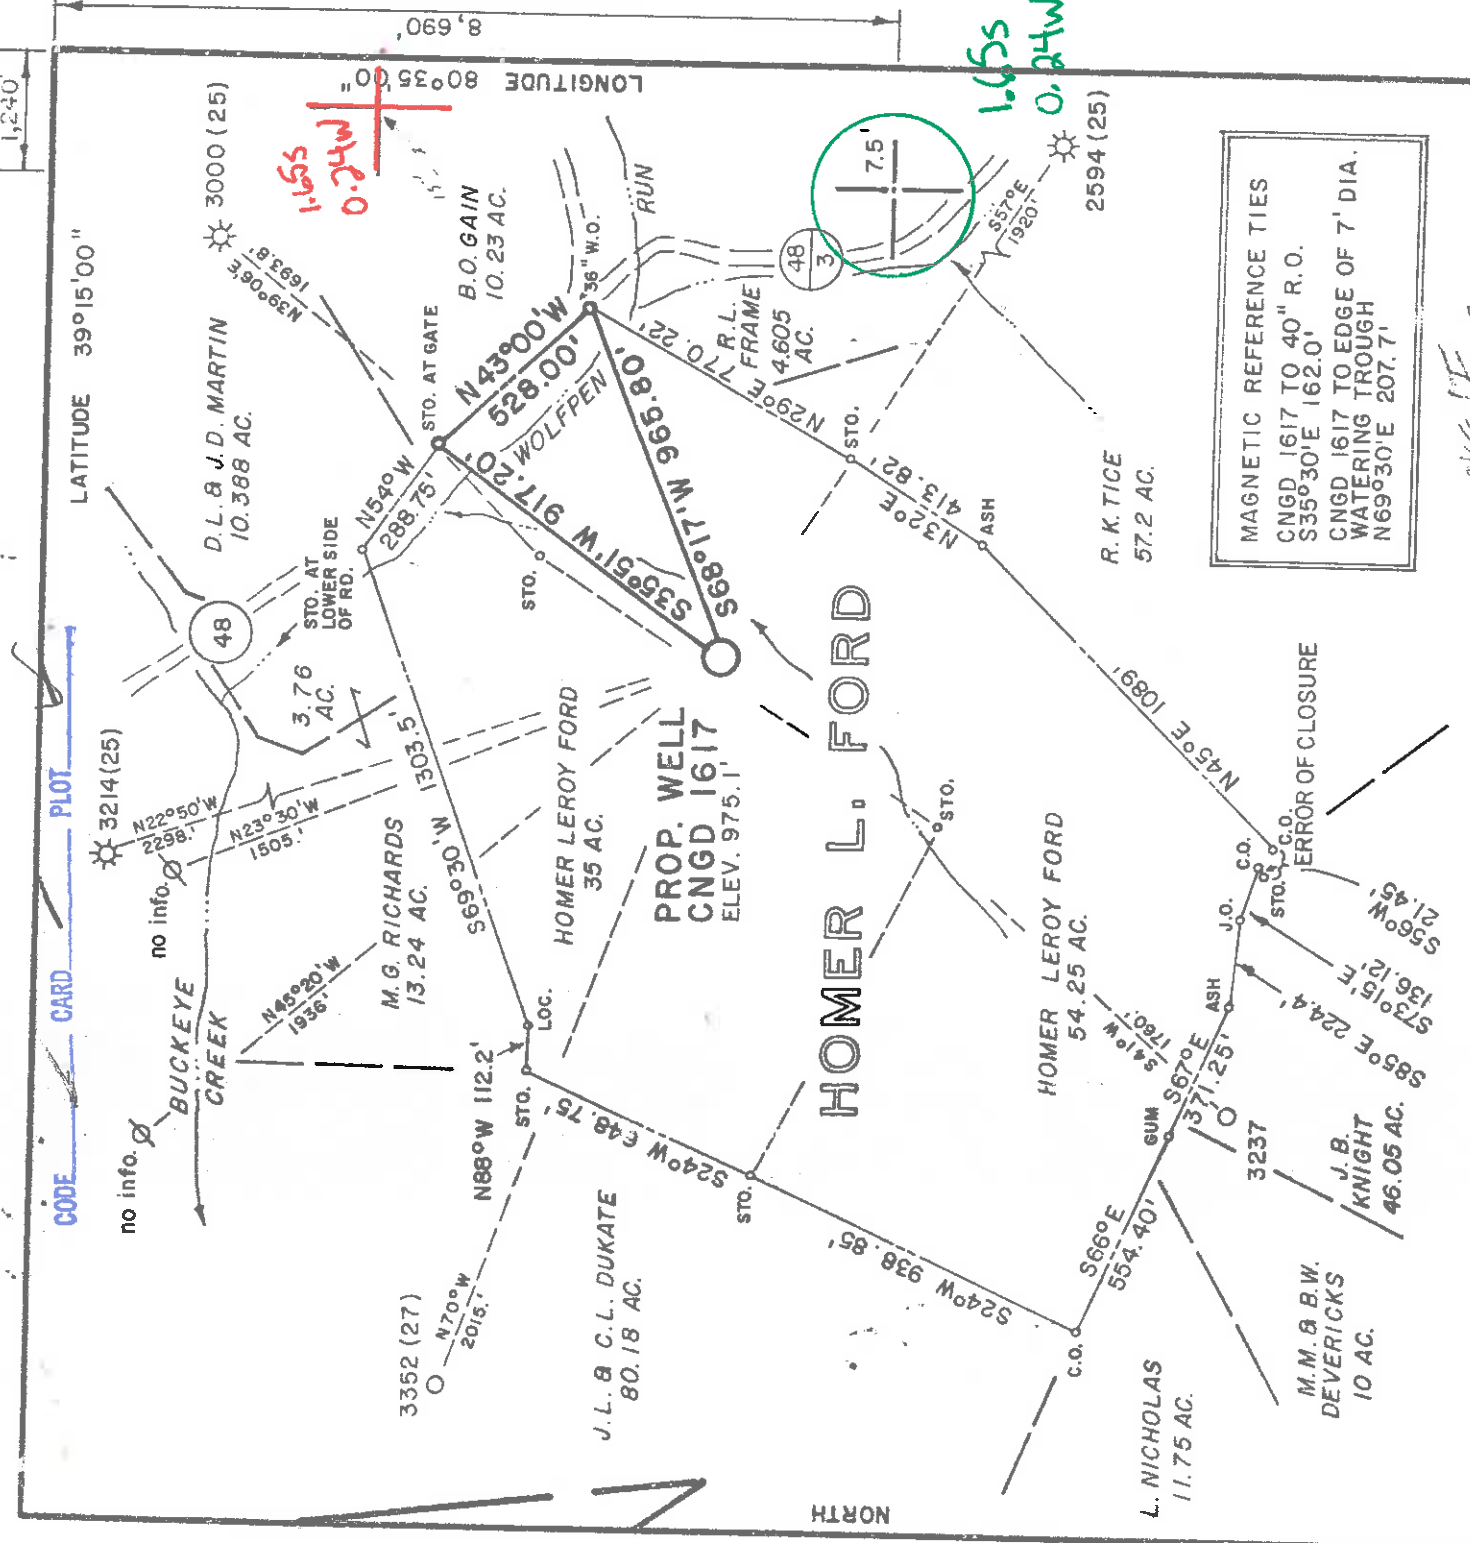 1,240'
8,690'
LATITUDE 39°15'00"
LONGITUDE 80°35'00"
1.65s
0.24W
1.65s
0.24W
7.5'
CODE CARD PLOT
3000 (25)
N39°06'E
1693.8'
B.O. GAIN
10.23 AC.
D.L. & J.D. MARTIN
10.388 AC.
STO. AT GATE
N43°00'W
528.00'
36" W.O.
RUN
WOLFPEN
48
3
2594 (25)
S57°E
1920'
N54°W
288.75'
STO. AT
LOWER SIDE
OF RD.
48
3.76
AC.
STO.
S35°51'W 917.20'
S68°17'W 965.80'
R.L.
FRAME
4.605
AC.
N29°E 770.22'
STO.
N32°E 413.82'
ASH
R.K. TICE
57.2 AC.
MAGNETIC REFERENCE TIES
CNGD 1617 TO 40" R.O.
S35°30'E 162.0'
CNGD 1617 TO EDGE OF 7' DIA.
WATERING TROUGH
N69°30'E 207.7'
3214(25)
N22°50'W
2298.'
no info.
N23°30'W
1505.'
S69°30'W 1303.5'
M.G. RICHARDS
13.24 AC.
HOMER LEROY FORD
35 AC.
PROP. WELL
CNGD 1617
ELEV. 975.1'
HOMER L. FORD
STO.
N45°E 1089'
ERROR OF CLOSURE
C.O.
C.O.
STO.
J.O.
S56°W
21.45'
S73°15'E
136.12'
S85°E 224.4'
ASH
HOMER LEROY FORD
54.25 AC.
S41°W
1760.'
no info.
BUCKEYE
CREEK
N45°20'W
1936'
N88°W 112.2'
LOC.
STO.
S24°W 648.75'
STO.
S24°W 938.85'
3352 (27)
N70°W
2015.'
J.L. & C.L. DUKATE
80.18 AC.
C.O.
S66°E
554.40'
GUM
S67°E
371.25'
3237
J.B.
KNIGHT
46.05 AC.
M.M. & B.W.
DEVERICKS
10 AC.
L. NICHOLAS
11.75 AC.
NORTH